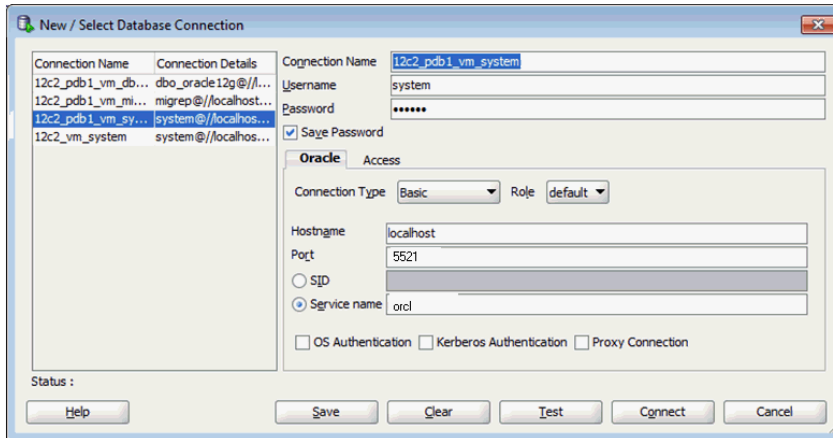 New / Select Database Connection
Connection Name Connection Details
12c2_pdb1_vm_db... dbo_oracle12g@//l...
12c2_pdb1_vm_mi... migrep@//localhost...
12c2_pdb1_vm_sy... system@//localhos...
12c2_vm_system system@//localhos...
Connection Name 12c2_pdb1_vm_system
Username system
Password ••••••
Save Password
Oracle Access
Connection Type Basic Role default
Hostname localhost
Port 5521
SID
Service name orcl
OS Authentication Kerberos Authentication Proxy Connection
Status :
Help Save Clear Test Connect Cancel